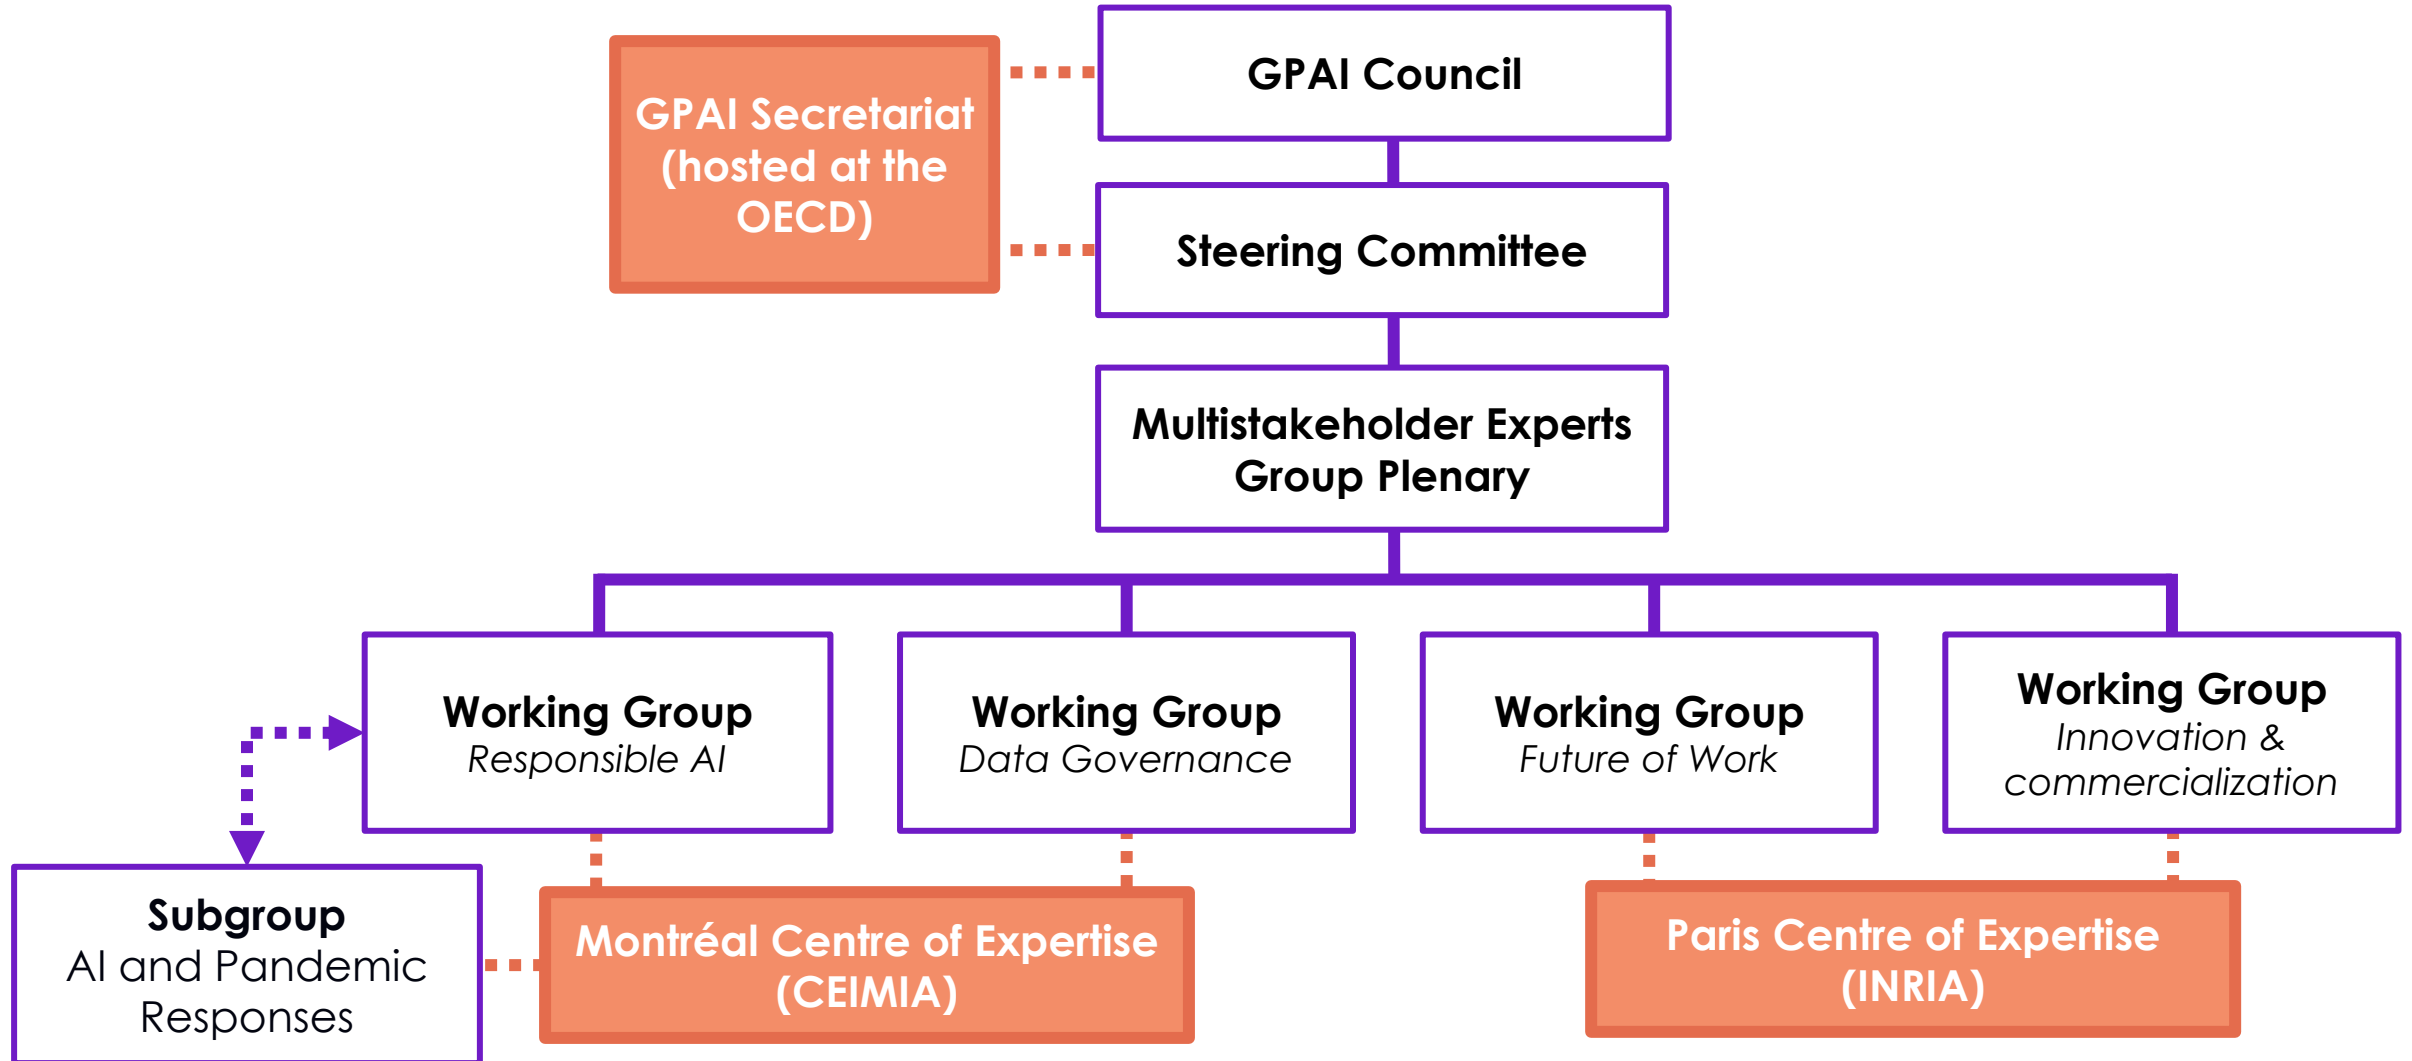 GPAI Council
GPAI Secretariat
(hosted at the
OECD)
Steering Committee
Multistakeholder Experts
Group Plenary
Working Group
Responsible AI
Working Group
Data Governance
Working Group
Future of Work
Working Group
Innovation &
commercialization
Subgroup
AI and Pandemic
Responses
Montréal Centre of Expertise
(CEIMIA)
Paris Centre of Expertise
(INRIA)